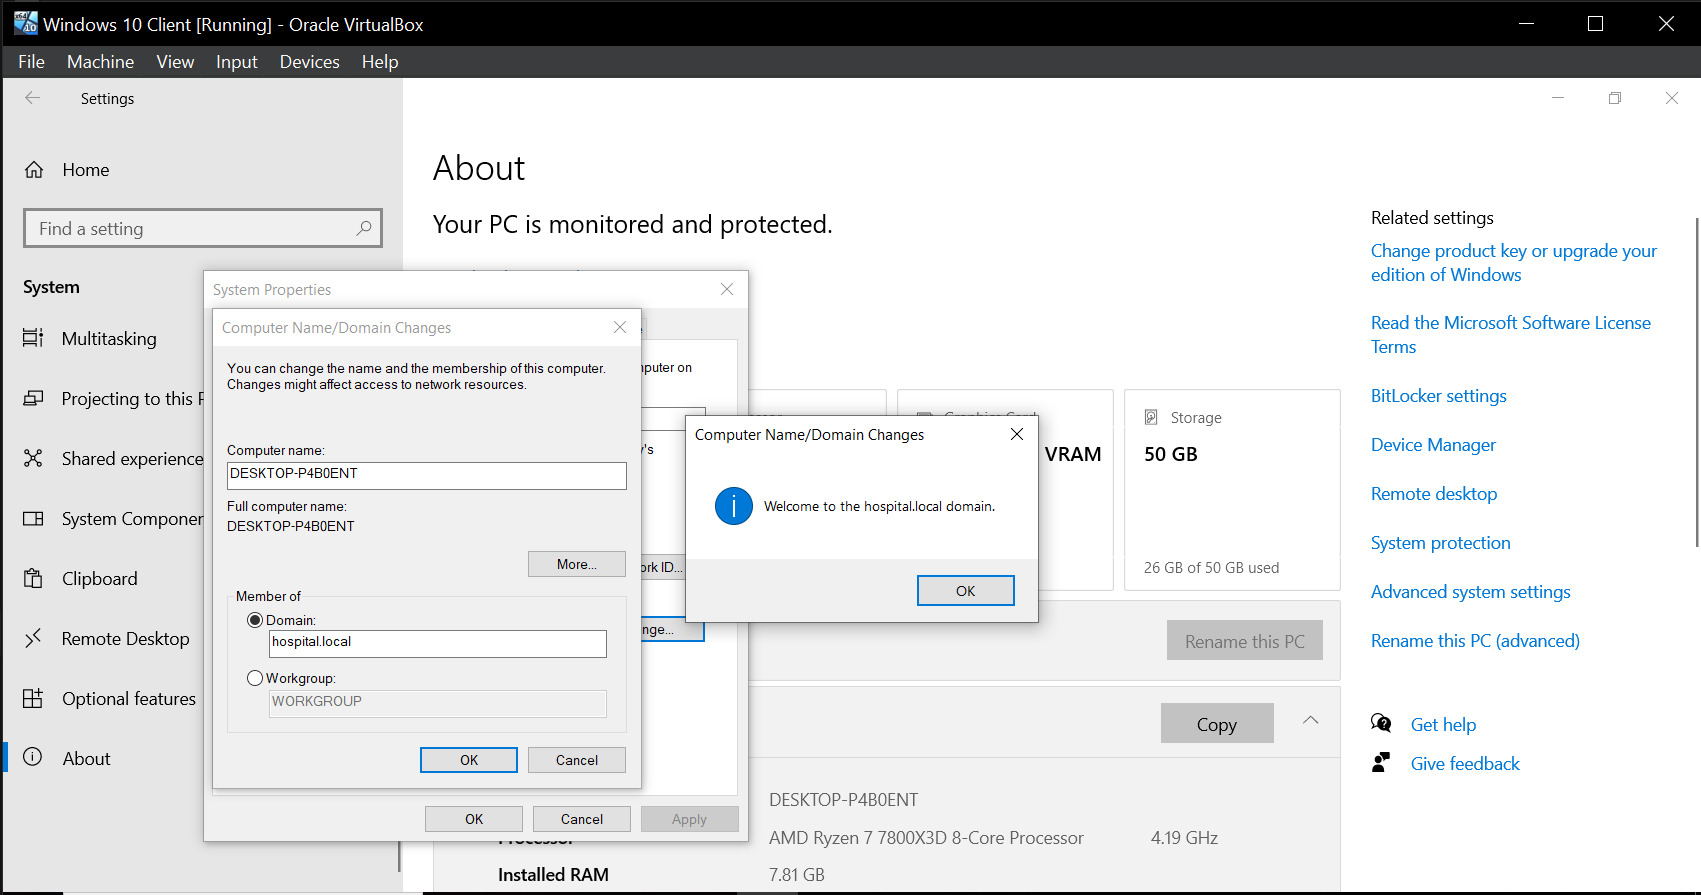 Windows 10 Client [Running] - Oracle VirtualBox
File Machine View Input Devices Help
Settings
Home
Find a setting
System
Multitasking
Projecting to this P
Shared experience
System Componen
Clipboard
Remote Desktop
Optional features
About
About
Your PC is monitored and protected.
System Properties
Computer Name/Domain Changes
You can change the name and the membership of this computer.
Changes might affect access to network resources.
Computer name:
DESKTOP-P4B0ENT
Full computer name:
DESKTOP-P4B0ENT
More...
Member of
Domain:
hospital.local
Workgroup:
WORKGROUP
OK Cancel
puter on
y's
ork ID...
nge...
OK Cancel Apply
Computer Name/Domain Changes
Welcome to the hospital.local domain.
OK
Graphics Card
VRAM
Storage
50 GB
26 GB of 50 GB used
Rename this PC
Copy
DESKTOP-P4B0ENT
Processor AMD Ryzen 7 7800X3D 8-Core Processor 4.19 GHz
Installed RAM 7.81 GB
Related settings
Change product key or upgrade your
edition of Windows
Read the Microsoft Software License
Terms
BitLocker settings
Device Manager
Remote desktop
System protection
Advanced system settings
Rename this PC (advanced)
Get help
Give feedback